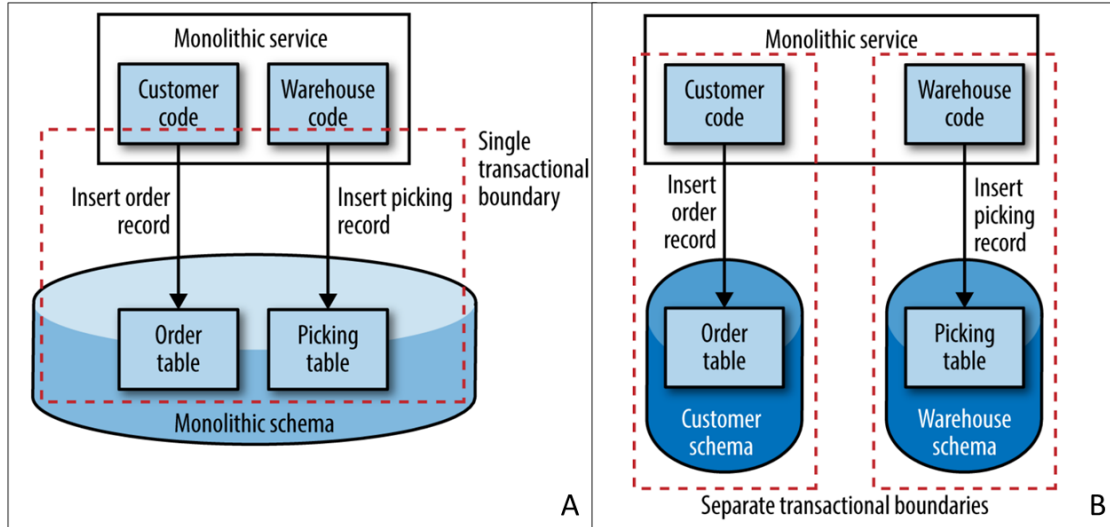 Monolithic service
Customer
code
Warehouse
code
Single
transactional
boundary
Insert order
record
Insert picking
record
Order
table
Picking
table
Monolithic schema
A
Monolithic service
Customer
code
Warehouse
code
Insert
order
record
Insert
picking
record
Order
table
Picking
table
Customer
schema
Warehouse
schema
Separate transactional boundaries
B